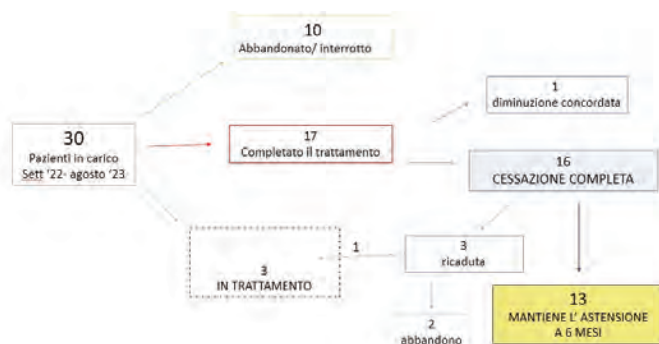 10
Abbandonato/ interrotto
1
diminuzione concordata
30
Pazienti in carico
Sett '22- agosto '23
17
Completato il trattamento
16
CESSAZIONE COMPLETA
1
3
ricaduta
3
IN TRATTAMENTO
2
abbandono
13
MANTIENE L' ASTENSIONE
A 6 MESI